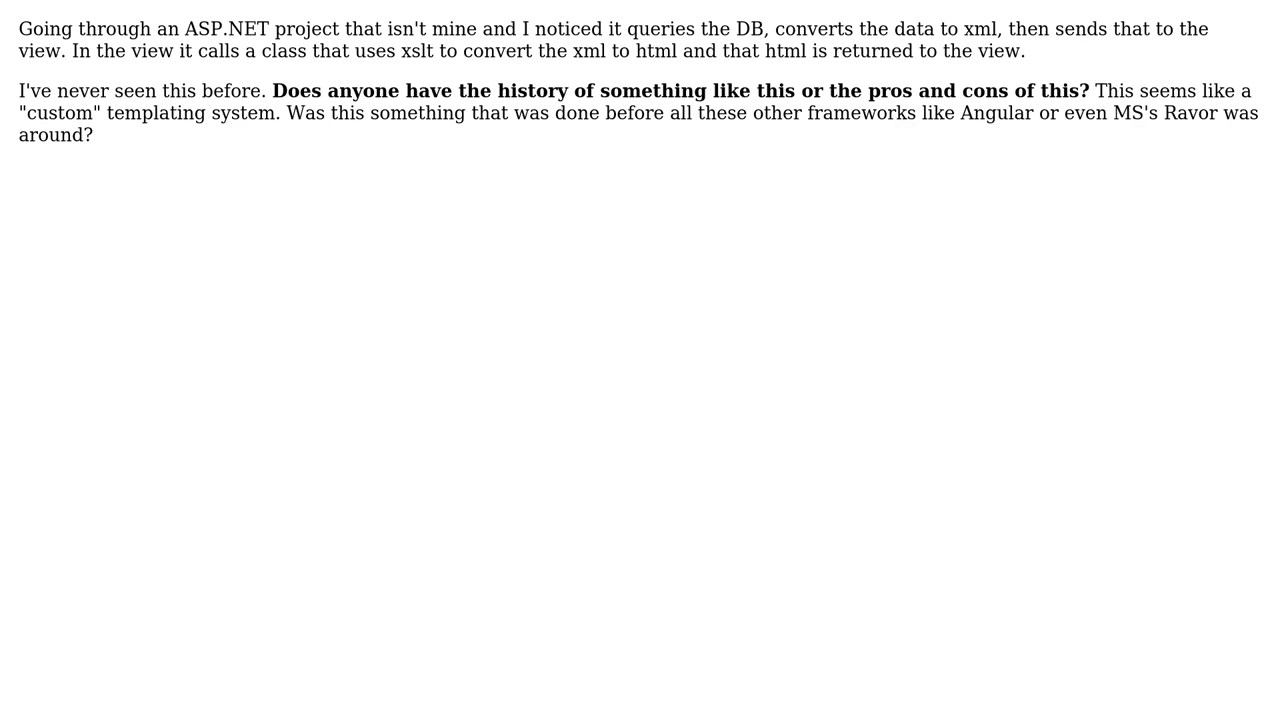 Going through an ASP.NET project that isn't mine and I noticed it queries the DB, converts the data to xml, then sends that to the
view. In the view it calls a class that uses xslt to convert the xml to html and that html is returned to the view.
I've never seen this before. Does anyone have the history of something like this or the pros and cons of this? This seems like a
"custom" templating system. Was this something that was done before all these other frameworks like Angular or even MS's Ravor was
around?